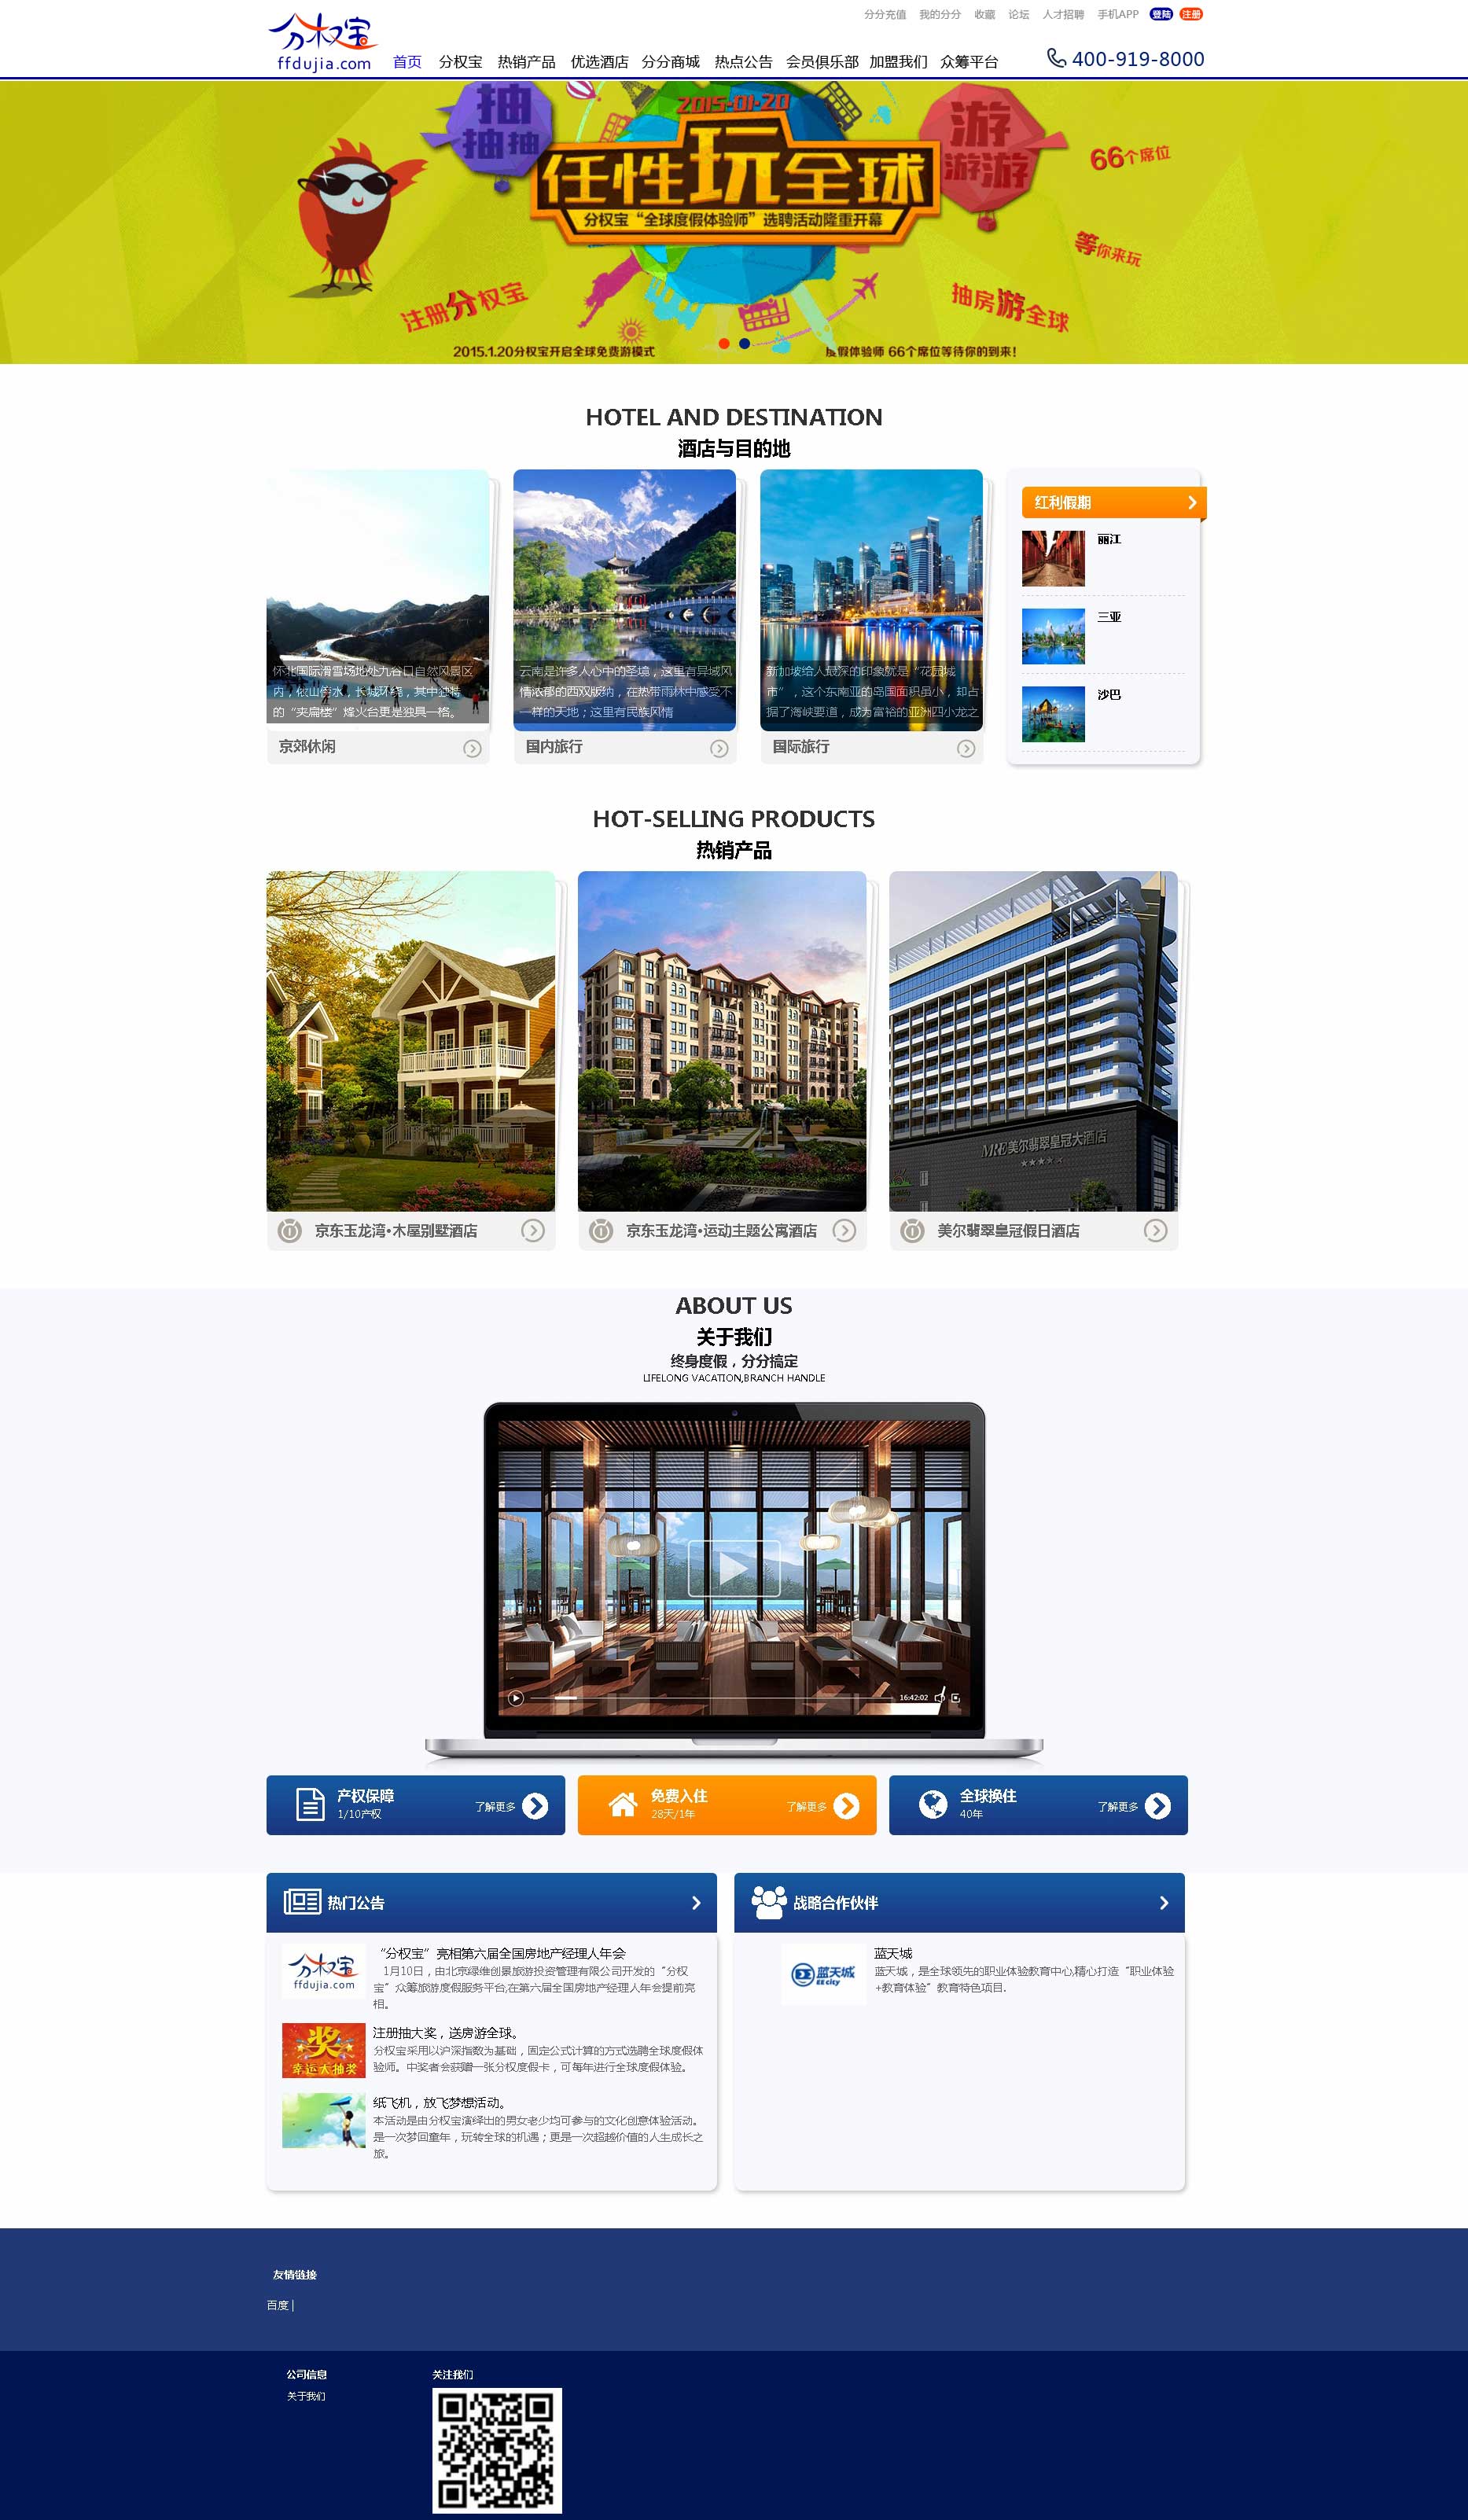 分分充值 我的分分 收藏 论坛 人才招聘 手机APP 登陆 注册
分权宝
ffdujia.com
首页 分权宝 热销产品 优选酒店 分分商城 热点公告 会员俱乐部 加盟我们 众筹平台
400-919-8000
2015-01-20
抽
抽抽抽
游
游游游
任性玩全球
分权宝“全球度假体验师”选聘活动隆重开幕
66个席位
等你来玩
注册分权宝
抽房游全球
2015.1.20分权宝开启全球免费游模式
度假体验师 66个席位等待你的到来!
HOTEL AND DESTINATION
酒店与目的地
怀北国际滑雪场地处九谷口自然风景区
内，依山傍水，长城环绕，其中独特
的“夹扁楼”烽火台更是独具一格。
京郊休闲
云南是许多人心中的圣境，这里有异域风
情浓郁的西双版纳，在热带雨林中感受不
一样的天地；这里有民族风情
国内旅行
新加坡给人最深的印象就是“花园城
市”，这个东南亚的岛国面积虽小，却占
据了海峡要道，成为富裕的亚洲四小龙之
国际旅行
红利假期
丽江
三亚
沙巴
HOT-SELLING PRODUCTS
热销产品
MRE美尔翡翠皇冠大酒店
京东玉龙湾•木屋别墅酒店
京东玉龙湾•运动主题公寓酒店
美尔翡翠皇冠假日酒店
ABOUT US
关于我们
终身度假，分分搞定
LIFELONG VACATION,BRANCH HANDLE
16:42:02
产权保障
1/10产权
了解更多
免费入住
28天/1年
了解更多
全球换住
40年
了解更多
热门公告
分权宝
ffdujia.com
“分权宝”亮相第六届全国房地产经理人年会
1月10日，由北京绿维创景旅游投资管理有限公司开发的“分权
宝”众筹旅游度假服务平台,在第六届全国房地产经理人年会提前亮
相。
奖
幸运大抽奖
注册抽大奖，送房游全球。
分权宝采用以沪深指数为基础，固定公式计算的方式选聘全球度假体
验师。中奖者会获赠一张分权度假卡，可每年进行全球度假体验。
纸飞机，放飞梦想活动。
本活动是由分权宝演绎出的男女老少均可参与的文化创意体验活动。
是一次梦回童年，玩转全球的机遇；更是一次超越价值的人生成长之
旅。
战略合作伙伴
蓝天城
EE city
蓝天城
蓝天城，是全球领先的职业体验教育中心,精心打造“职业体验
+教育体验”教育特色项目.
友情链接
百度 |
公司信息
关于我们
关注我们